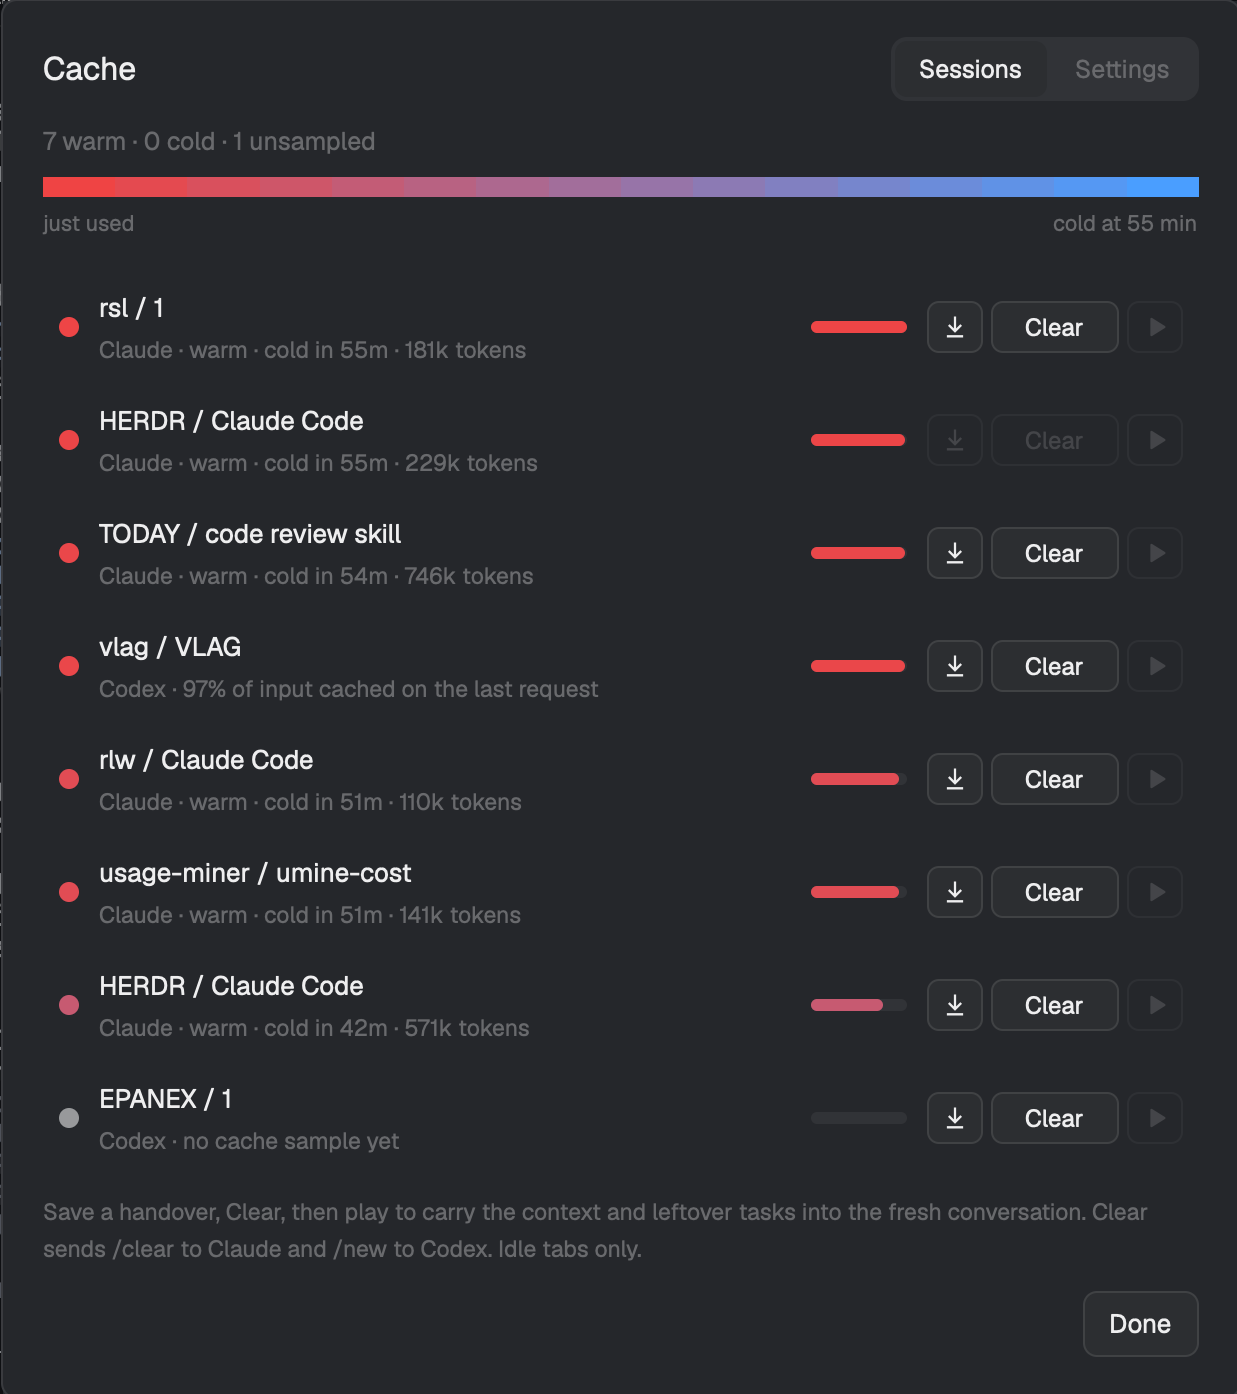 Cache
Sessions
Settings
7 warm · 0 cold · 1 unsampled
just used
cold at 55 min
rsl / 1
Claude · warm · cold in 55m · 181k tokens
Clear
HERDR / Claude Code
Claude · warm · cold in 55m · 229k tokens
Clear
TODAY / code review skill
Claude · warm · cold in 54m · 746k tokens
Clear
vlag / VLAG
Codex · 97% of input cached on the last request
Clear
rlw / Claude Code
Claude · warm · cold in 51m · 110k tokens
Clear
usage-miner / umine-cost
Claude · warm · cold in 51m · 141k tokens
Clear
HERDR / Claude Code
Claude · warm · cold in 42m · 571k tokens
Clear
EPANEX / 1
Codex · no cache sample yet
Clear
Save a handover, Clear, then play to carry the context and leftover tasks into the fresh conversation. Clear
sends /clear to Claude and /new to Codex. Idle tabs only.
Done